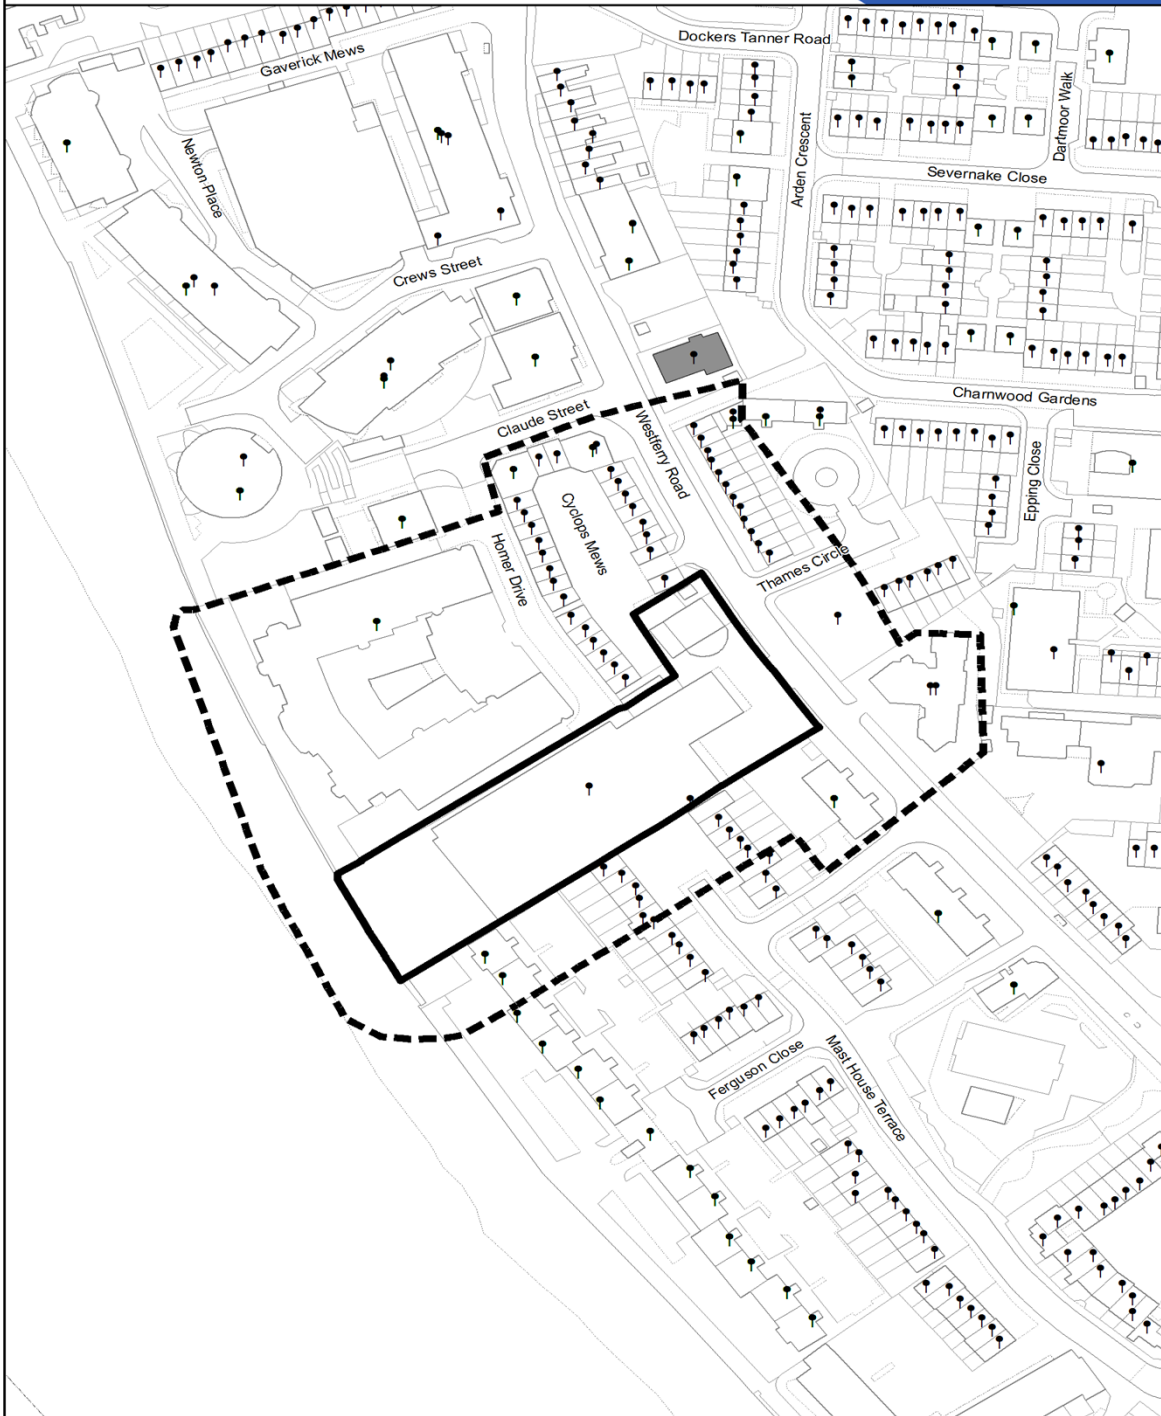 Dockers Tanner Road
Gaverick Mews
Dartmoor Walk
Arden Crescent
Newton Place
Severnake Close
Crews Street
Charnwood Gardens
Claude Street
Westferry Road
Epping Close
Cyclops Mews
Homer Drive
Thames Circle
Ferguson Close
Mast House Terrace